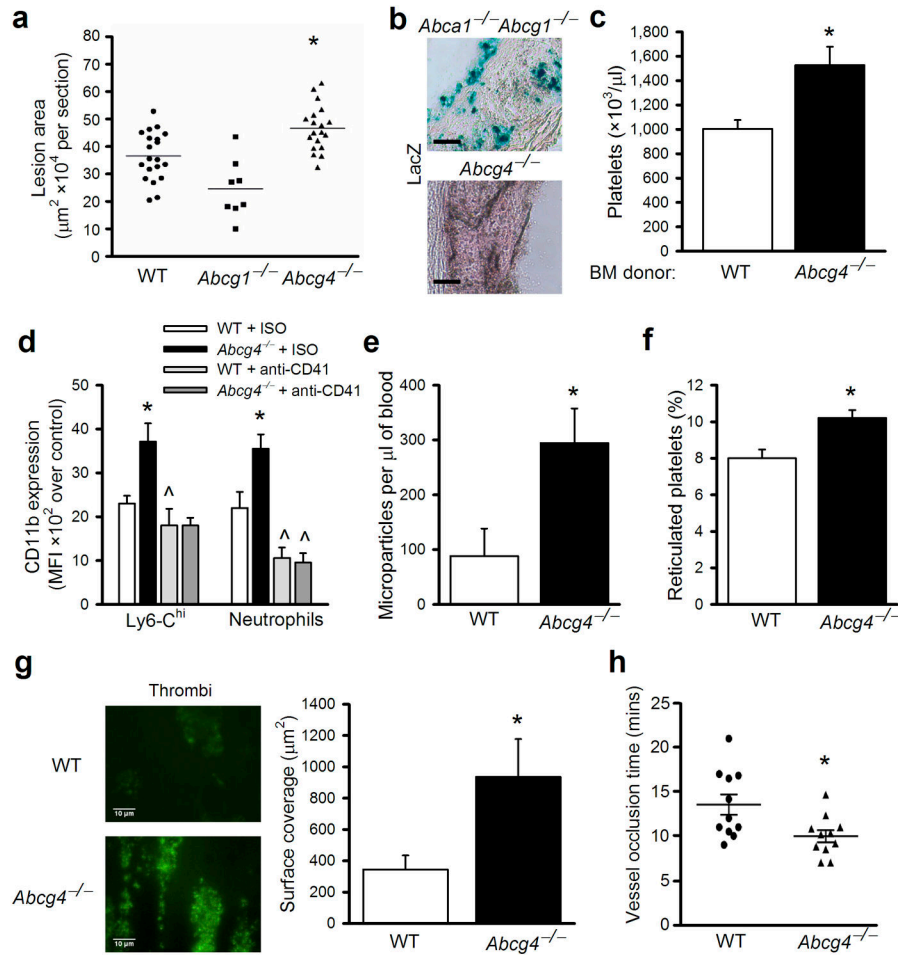 a
Lesion area
(μm² ×10⁴ per section)
80
70
60
50
40
30
20
10
0
*
WT
Abcg1⁻/⁻
Abcg4⁻/⁻
b
Abca1⁻/⁻Abcg1⁻/⁻
LacZ
Abcg4⁻/⁻
c
Platelets (×10³/μl)
1,800
1,600
1,400
1,200
1,000
800
600
400
200
0
*
BM donor:
WT
Abcg4⁻/⁻
d
WT + ISO
Abcg4⁻/⁻ + ISO
WT + anti-CD41
Abcg4⁻/⁻ + anti-CD41
CD11b expression
(MFI ×10² over control)
50
40
30
20
10
0
*
^
*
^ ^
Ly6-Cʰⁱ
Neutrophils
e
Microparticles per μl of blood
400
300
200
100
0
*
WT
Abcg4⁻/⁻
f
Reticulated platelets (%)
12
10
8
6
4
2
0
*
WT
Abcg4⁻/⁻
g
Thrombi
WT
10 μm
Abcg4⁻/⁻
10 μm
Surface coverage (μm²)
1400
1200
1000
800
600
400
200
0
*
WT
Abcg4⁻/⁻
h
Vessel occlusion time (mins)
25
20
15
10
5
0
*
WT
Abcg4⁻/⁻